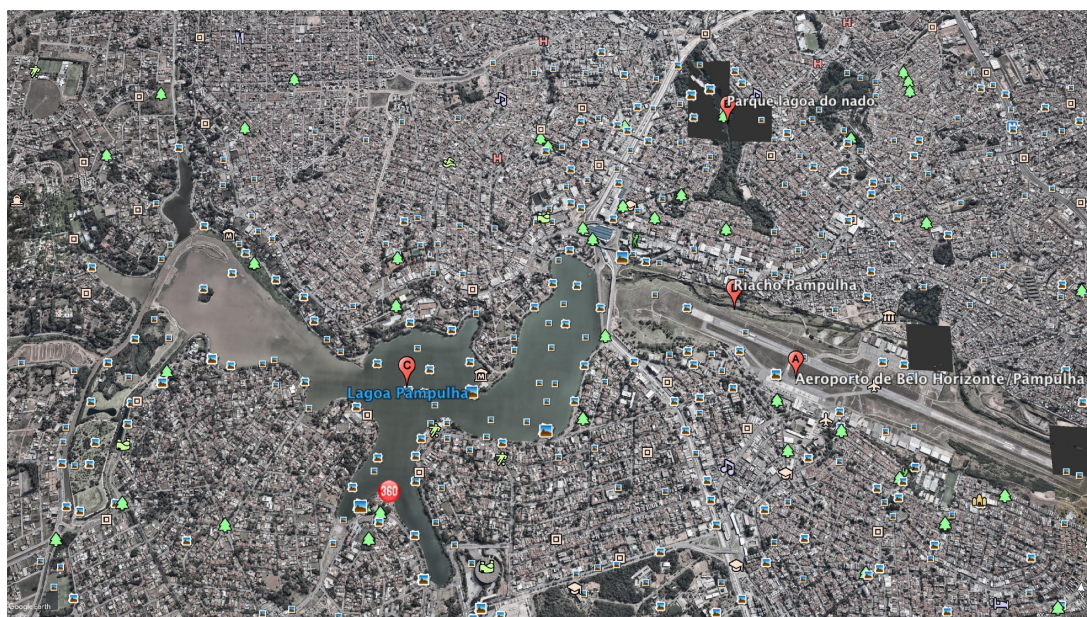 Parque lagoa do nado
Riacho Pampulha
A
Aeroporto de Belo Horizonte/Pampulha
C
Lagoa Pampulha
360
H
H
H
H
M
M
Google Earth